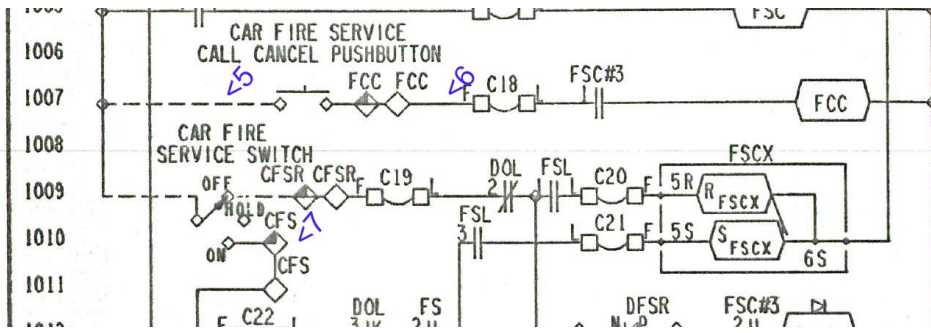 FSC
CAR FIRE SERVICE
1006
CALL CANCEL PUSHBUTTON
<5 <6
FCC FCC C18 FSC#3
1007 F L 1 FCC
CAR FIRE
1008
SERVICE SWITCH FSCX
OFF CFSR CFSR F C19 L DOL FSL C20 F 5R R FSCX
1009 2 1 L
HOLD
CFS <7 FSL C21
1010 ON 3 L F 5S S FSCX
CFS 6S
1011
C22 DOL FS DFSR FSC#3
F L 3 2 N D 2